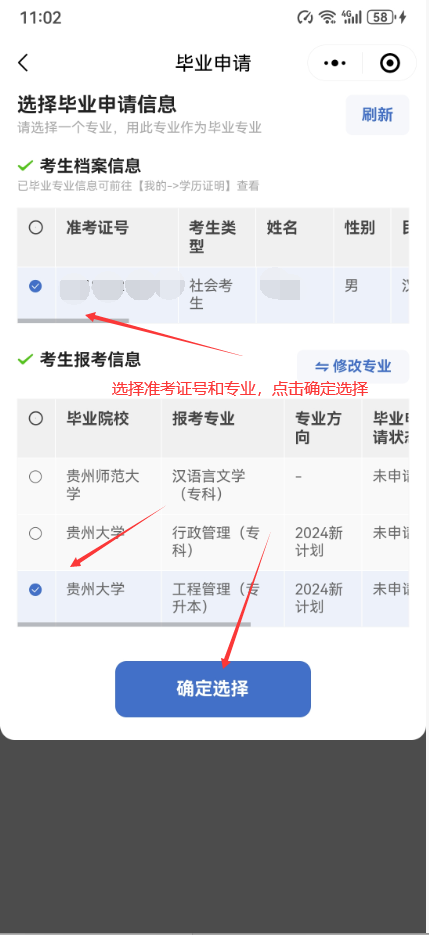 11:02
4G 58
毕业申请
选择毕业申请信息
刷新
请选择一个专业，用此专业作为毕业专业
考生档案信息
已毕业专业信息可前往【我的->学历证明】查看
准考证号 考生类型 姓名 性别
社会考生 男
考生报考信息
修改专业
选择准考证号和专业，点击确定选择
毕业院校 报考专业 专业方向 毕业申请状态
贵州师范大学 汉语言文学（专科） - 未申请
贵州大学 行政管理（专科） 2024新计划 未申请
贵州大学 工程管理（专升本） 2024新计划 未申请
确定选择